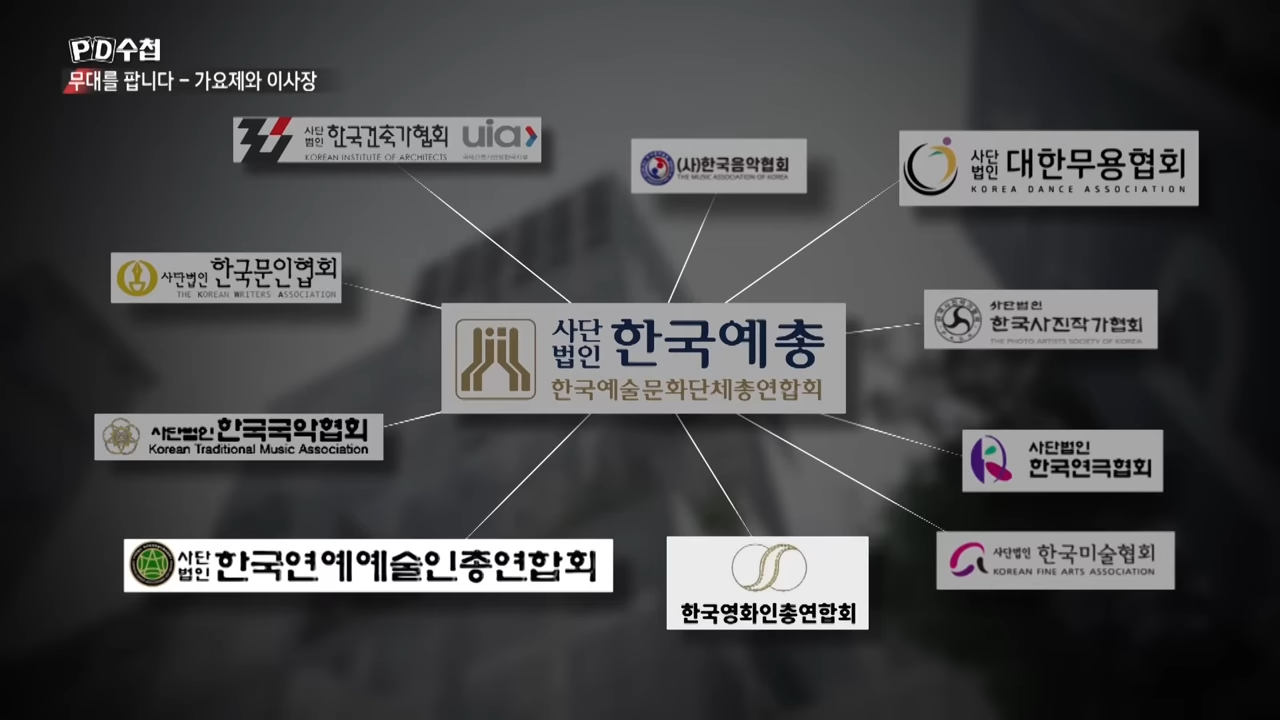 PD수첩
무대를 팝니다 - 가요제와 이사장
사단
법인 한국건축가협회 uia
KOREAN INSTITUTE OF ARCHITECTS
(사)한국음악협회
THE MUSIC ASSOCIATION OF KOREA
사단
법인 대한무용협회
KOREA DANCE ASSOCIATION
사단법인 한국문인협회
THE KOREAN WRITERS ASSOCIATION
사단
법인 한국예총
한국예술문화단체총연합회
사단법인
한국사진작가협회
THE PHOTO ARTISTS SOCIETY OF KOREA
사단법인 한국국악협회
Korean Traditional Music Association
사단법인
한국연극협회
사단
법인 한국연예예술인총연합회
한국영화인총연합회
사단법인 한국미술협회
KOREAN FINE ARTS ASSOCIATION